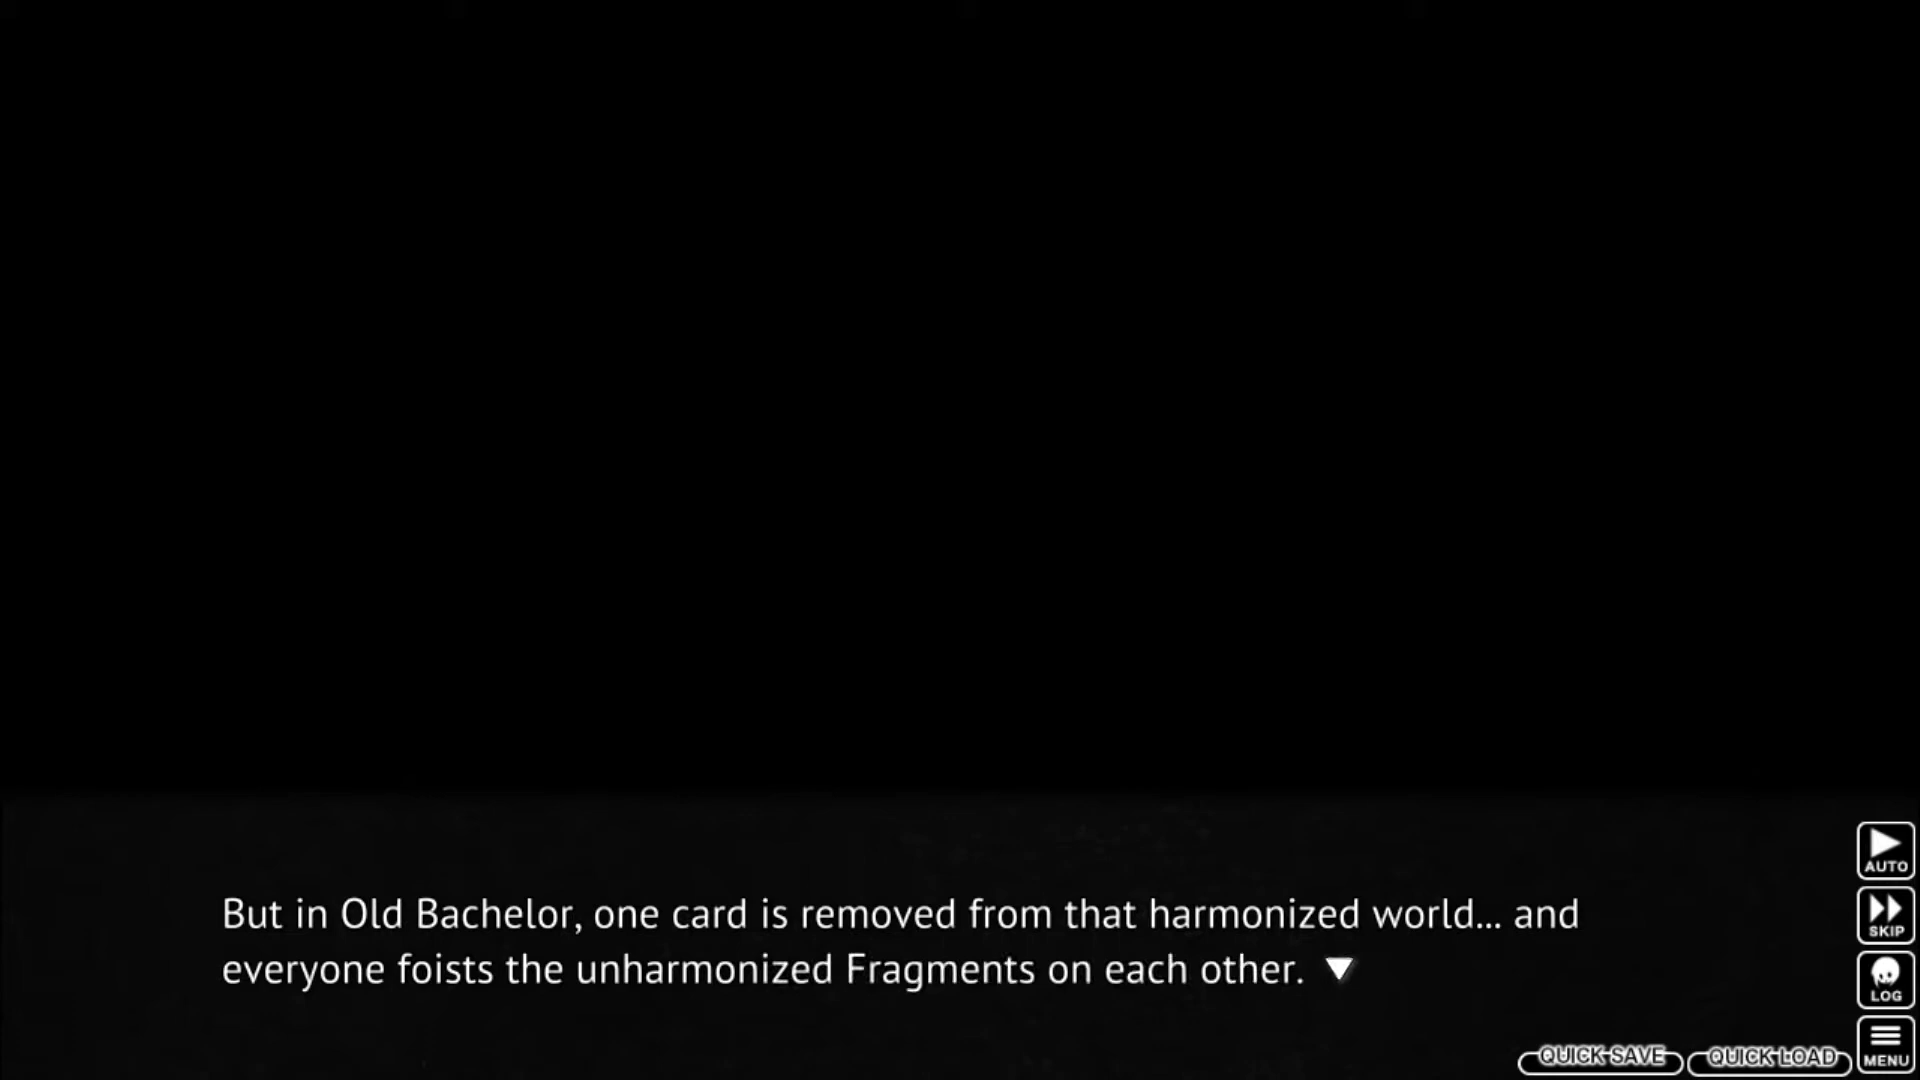 But in Old Bachelor, one card is removed from that harmonized world... and
everyone foists the unharmonized Fragments on each other.
AUTO
SKIP
LOG
MENU
QUICK SAVE
QUICK LOAD